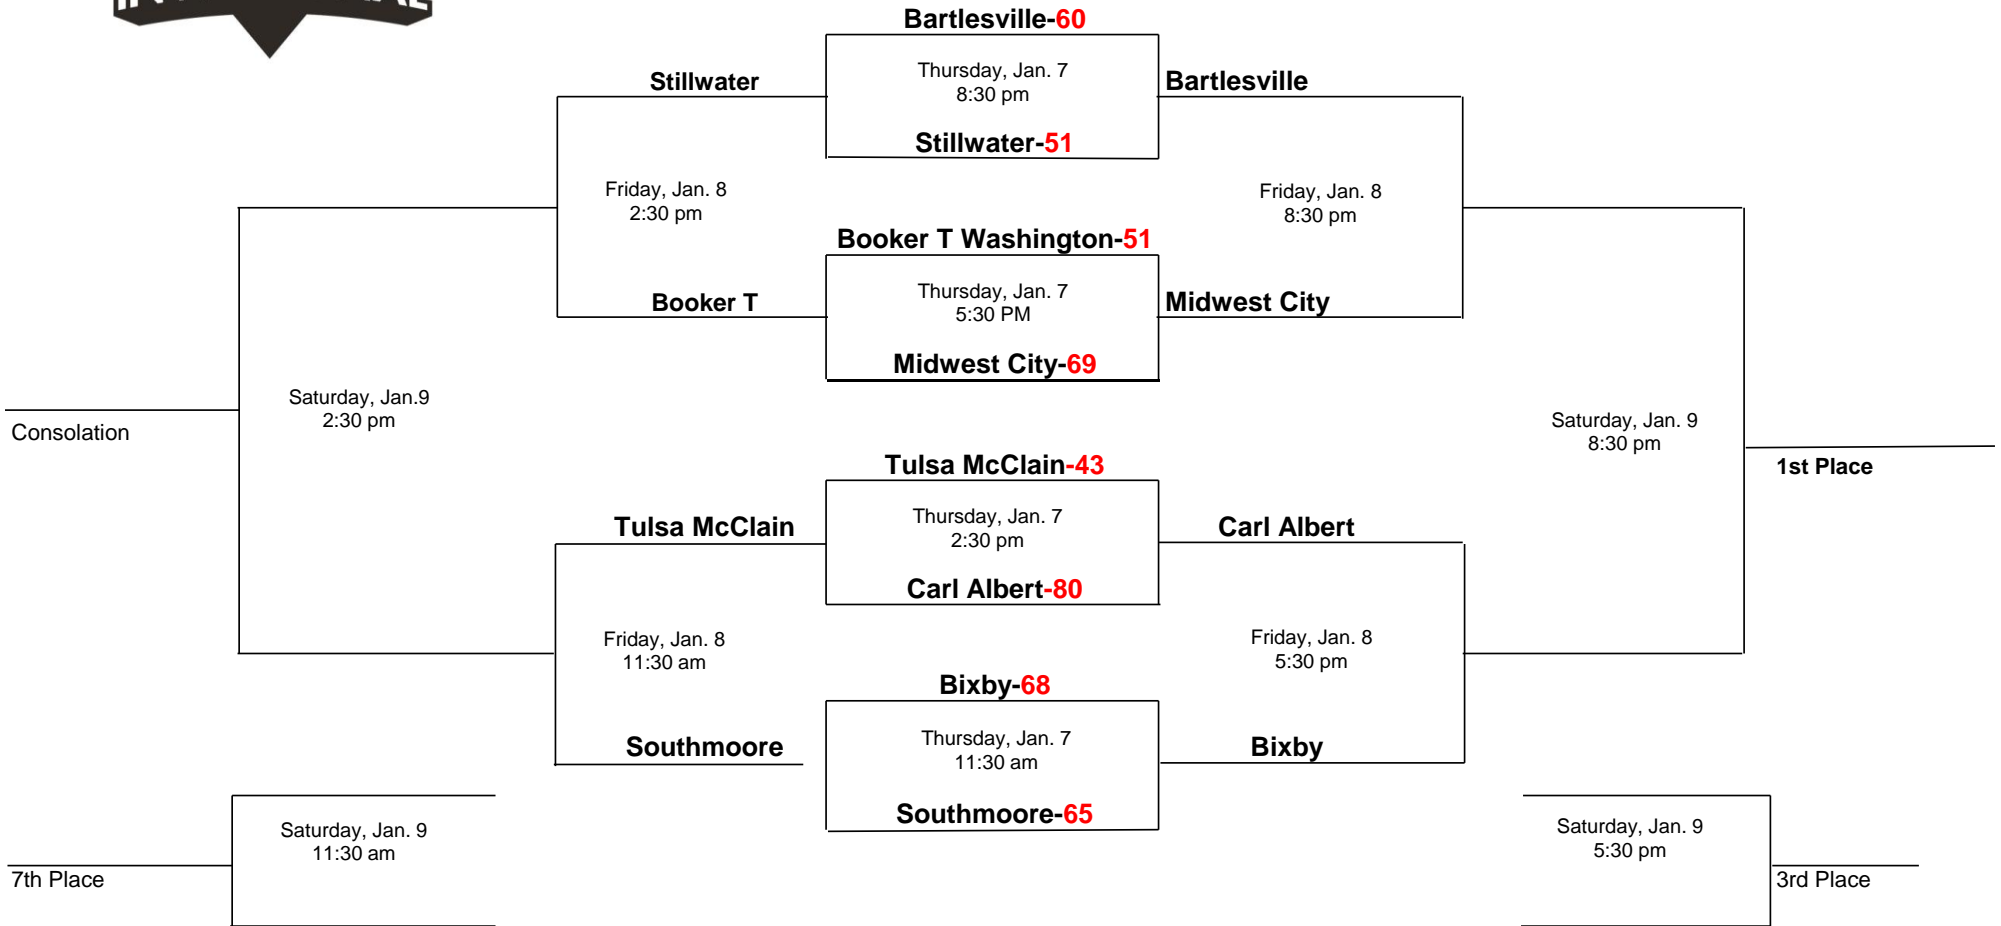 Bartlesville-60
Stillwater
Thursday, Jan. 7
8:30 pm
Bartlesville
Stillwater-51
Friday, Jan. 8
2:30 pm
Friday, Jan. 8
8:30 pm
Booker T Washington-51
Booker T
Thursday, Jan. 7
5:30 PM
Midwest City
Midwest City-69
Saturday, Jan.9
2:30 pm
Consolation
Saturday, Jan. 9
8:30 pm
1st Place
Tulsa McClain-43
Tulsa McClain
Thursday, Jan. 7
2:30 pm
Carl Albert
Carl Albert-80
Friday, Jan. 8
11:30 am
Friday, Jan. 8
5:30 pm
Bixby-68
Southmoore
Thursday, Jan. 7
11:30 am
Bixby
Southmoore-65
Saturday, Jan. 9
11:30 am
7th Place
Saturday, Jan. 9
5:30 pm
3rd Place